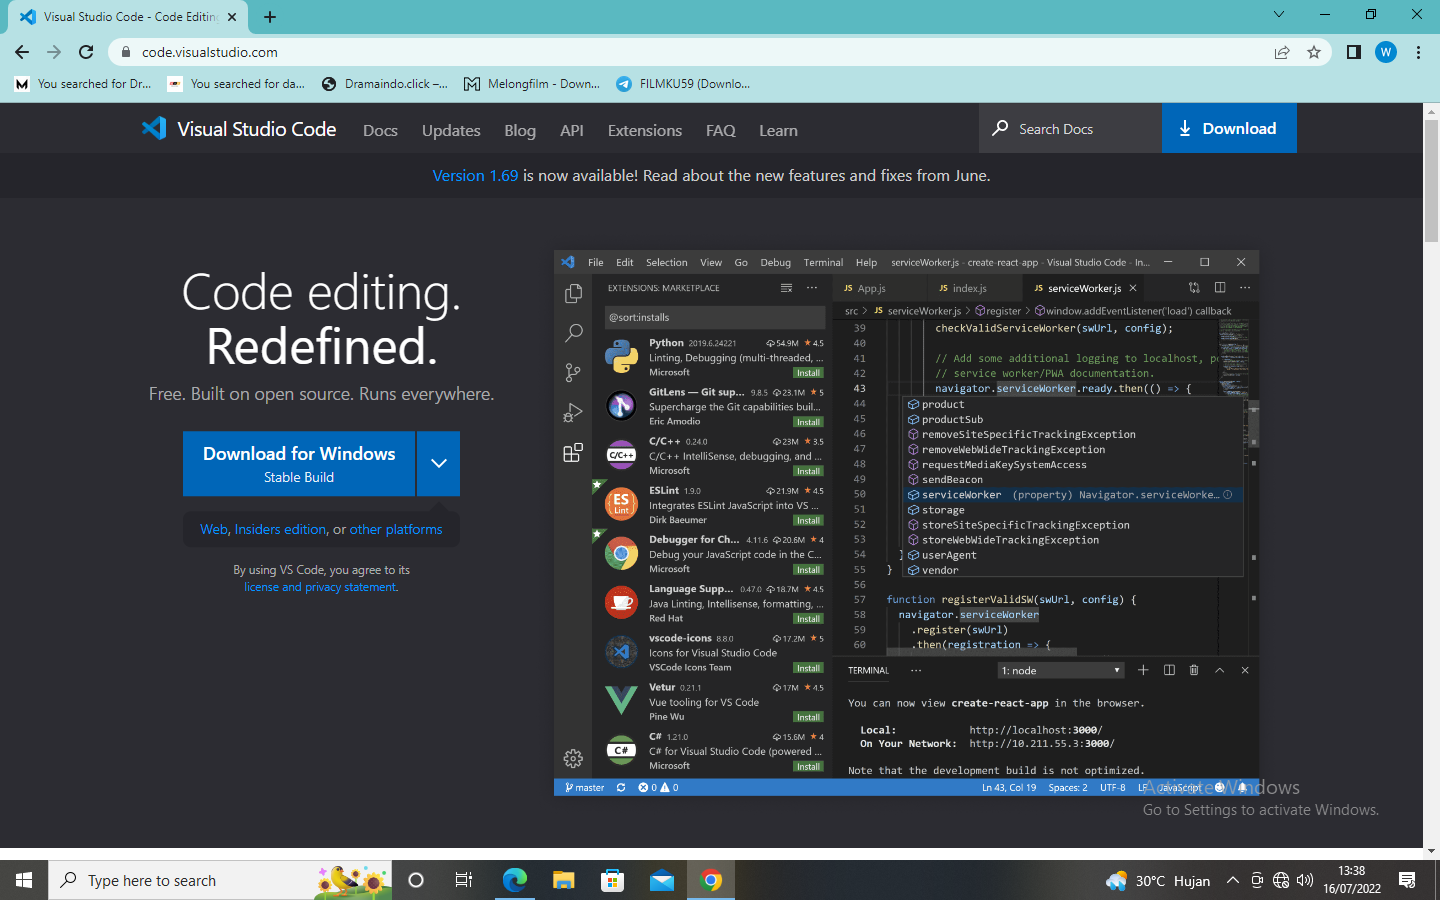 Visual Studio Code - Code Editin
code.visualstudio.com
W
You searched for Dr...
You searched for da...
Dramaindo.click –...
Melongfilm - Down...
FILMKU59 (Downlo...
Visual Studio Code
Docs
Updates
Blog
API
Extensions
FAQ
Learn
Search Docs
Download
Version 1.69 is now available! Read about the new features and fixes from June.
Code editing.
Redefined.
Free. Built on open source. Runs everywhere.
Download for Windows
Stable Build
Web, Insiders edition, or other platforms
By using VS Code, you agree to its
license and privacy statement.
File Edit Selection View Go Debug Terminal Help serviceWorker.js - create-react-app - Visual Studio Code - In...
EXTENSIONS: MARKETPLACE ···
@sort:installs
Python 2019.6.24221 54.9M ★ 4.5
Linting, Debugging (multi-threaded, ...
Microsoft Install
GitLens — Git sup... 9.8.5 23.1M ★ 5
Supercharge the Git capabilities buil...
Eric Amodio Install
C/C++
C/C++ 0.24.0 23M ★ 3.5
C/C++ IntelliSense, debugging, and ...
Microsoft Install
ES
Lint
ESLint 1.9.0 21.9M ★ 4.5
Integrates ESLint JavaScript into VS ...
Dirk Baeumer Install
Debugger for Ch... 4.11.6 20.6M ★ 4
Debug your JavaScript code in the C...
Microsoft Install
Language Supp... 0.47.0 18.7M ★ 4.5
Java Linting, Intellisense, formatting, ...
Red Hat Install
vscode-icons 8.8.0 17.2M ★ 5
Icons for Visual Studio Code
VSCode Icons Team Install
Vetur 0.21.1 17M ★ 4.5
Vue tooling for VS Code
Pine Wu Install
C#
C# 1.21.0 15.6M ★ 4
C# for Visual Studio Code (powered ...
Microsoft Install
JS App.js
JS index.js
JS serviceWorker.js
src > JS serviceWorker.js > register > window.addEventListener('load') callback
39 checkValidServiceWorker(swUrl, config);
40
41 // Add some additional logging to localhost, p
42 // service worker/PWA documentation.
43 navigator.serviceWorker.ready.then(() => {
44 product
45 productSub
46 removeSiteSpecificTrackingException
47 removeWebWideTrackingException
48 requestMediaKeySystemAccess
49 sendBeacon
50 serviceWorker (property) Navigator.serviceWorke...
51 storage
52 storeSiteSpecificTrackingException
53 storeWebWideTrackingException
54 } userAgent
55 } vendor
56
57 function registerValidSW(swUrl, config) {
58 navigator.serviceWorker
59 .register(swUrl)
60 .then(registration => {
TERMINAL ··· 1: node
You can now view create-react-app in the browser.
Local: http://localhost:3000/
On Your Network: http://10.211.55.3:3000/
Note that the development build is not optimized.
master 0 0 Ln 43, Col 19 Spaces: 2 UTF-8 LF JavaScript
Activate Windows
Go to Settings to activate Windows.
Type here to search
30°C Hujan
13:38
16/07/2022